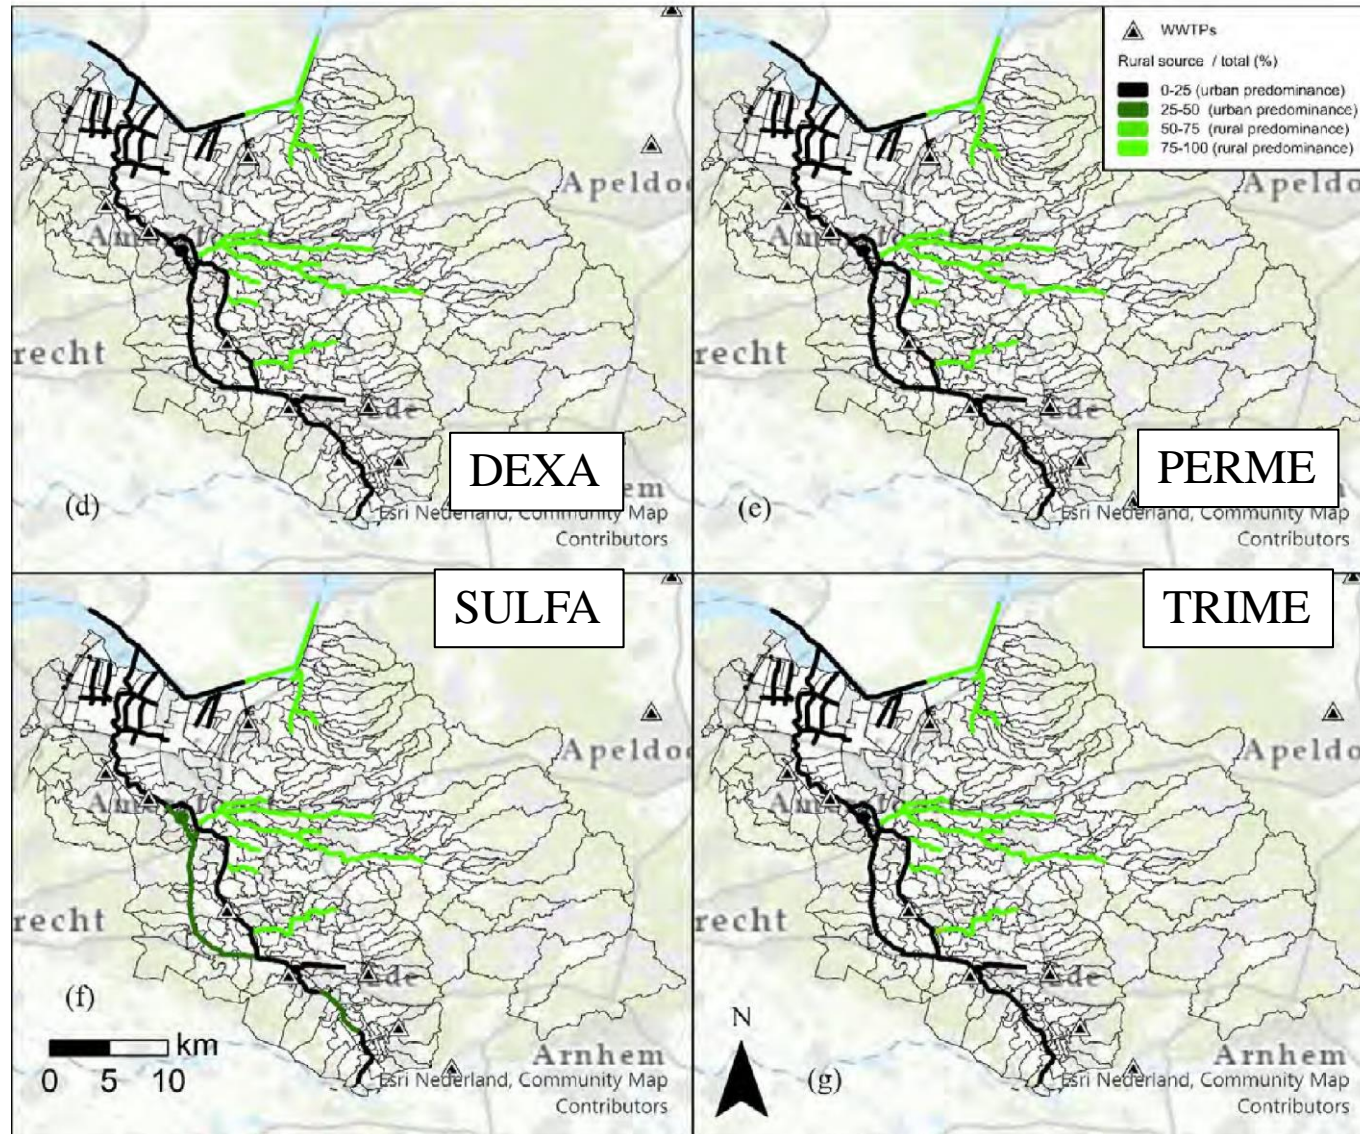 WWTPs
Rural source / total (%)
0-25 (urban predominance)
25-50 (urban predominance)
50-75 (rural predominance)
75-100 (rural predominance)
Apeldoo
Apeldo
recht
recht
DEXA
PERME
(d)
(e)
Esri Nederland, Community Map
Contributors
Esri Nederland, Community Map
Contributors
SULFA
TRIME
Apeldoo
Apeldo
recht
recht
(f)
km
0 5 10
Arnhem
Esri Nederland, Community Map
Contributors
N
(g)
Arnhem
Esri Nederland, Community Map
Contributors